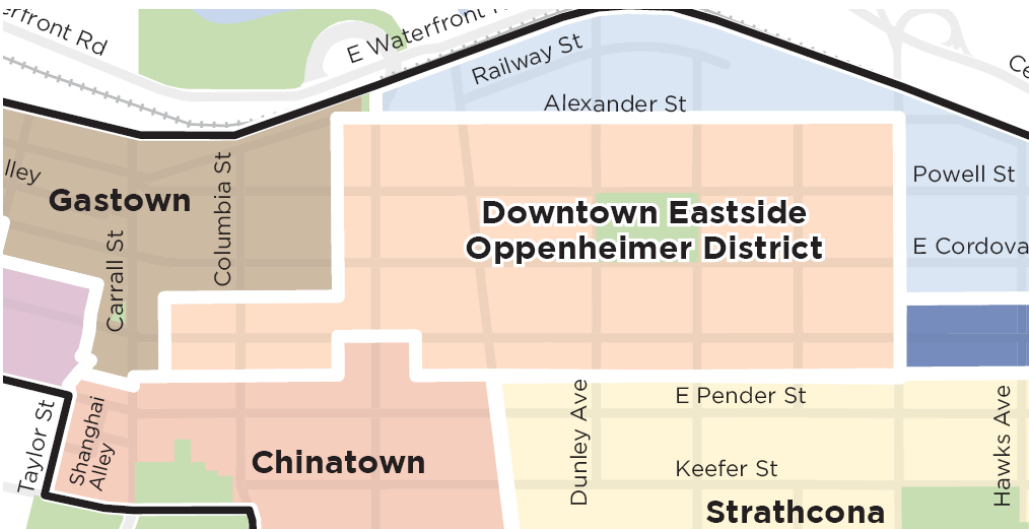 erfront Rd
E Waterfront
Railway St
Ce
Alexander St
lley
Gastown
Columbia St
Carrall St
Downtown Eastside
Oppenheimer District
Powell St
E Cordova
Taylor St
Shanghai
Alley
Chinatown
Dunley Ave
E Pender St
Keefer St
Hawks Ave
Strathcona